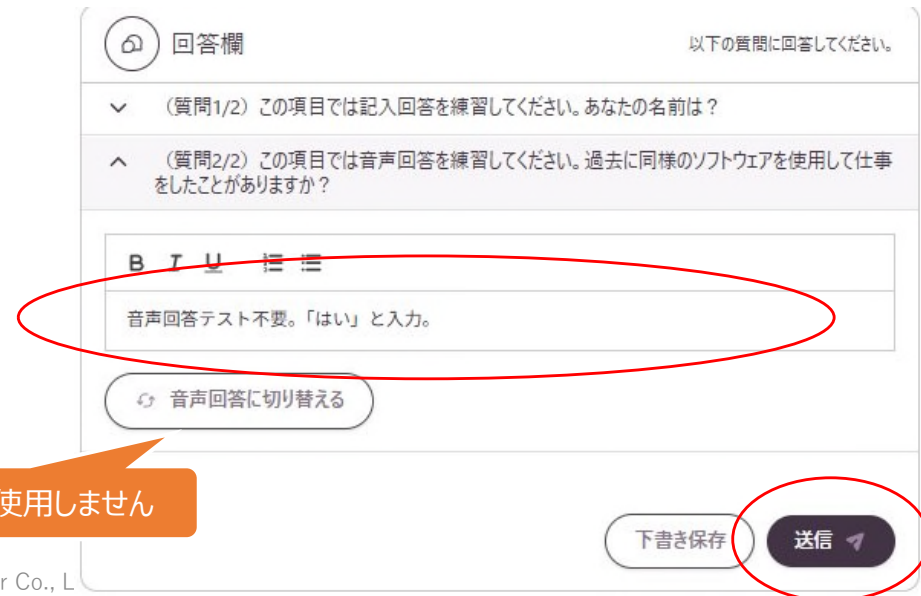 回答欄
以下の質問に回答してください。
（質問1/2）この項目では記入回答を練習してください。あなたの名前は？
（質問2/2）この項目では音声回答を練習してください。過去に同様のソフトウェアを使用して仕事
をしたことがありますか？
B I U
音声回答テスト不要。「はい」と入力。
音声回答に切り替える
使用しません
下書き保存
送信
r Co., L